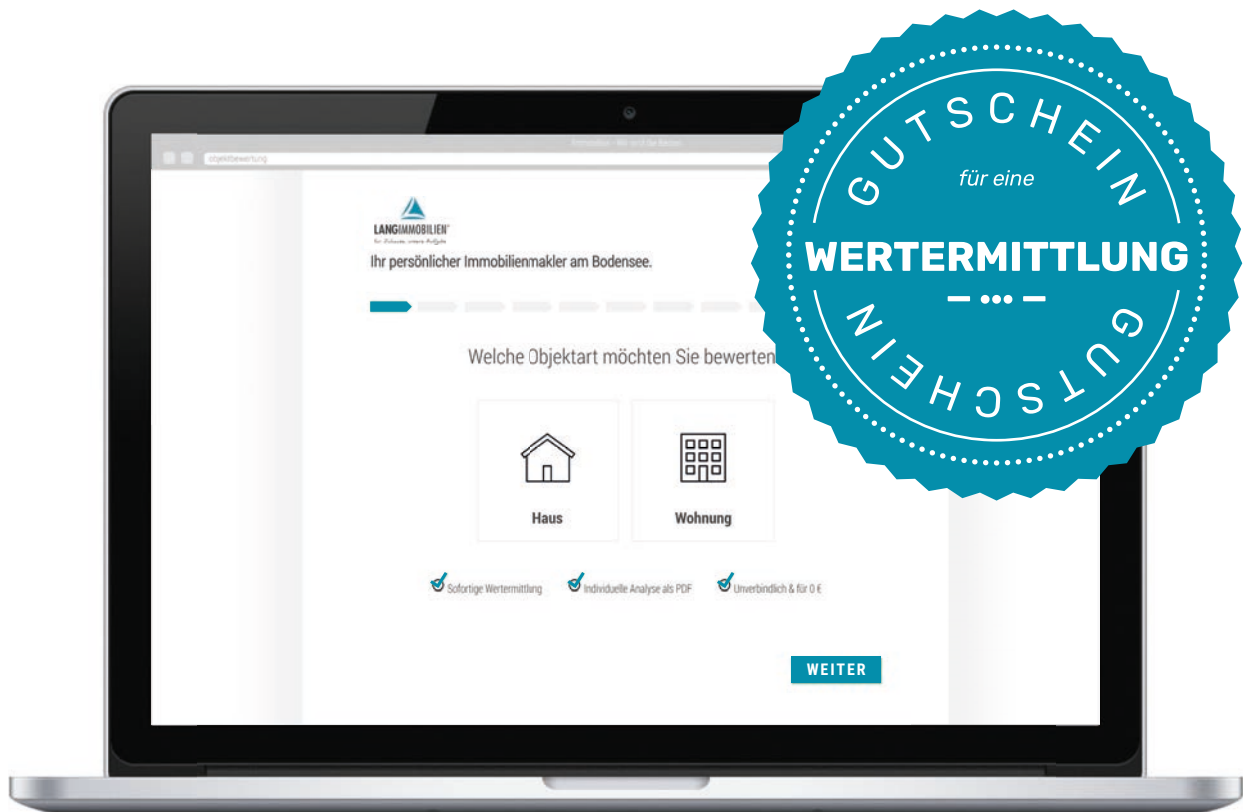 objektbewertung
LANGIMMOBILIEN
Ihr persönlicher Immobilienmakler am Bodensee.
Welche Objektart möchten Sie bewerten
Haus
Wohnung
Sofortige Wertermittlung
Individuelle Analyse als PDF
Unverbindlich & für 0 €
WEITER
GUTSCHEIN
für eine
WERTERMITTLUNG
GUTSCHEIN